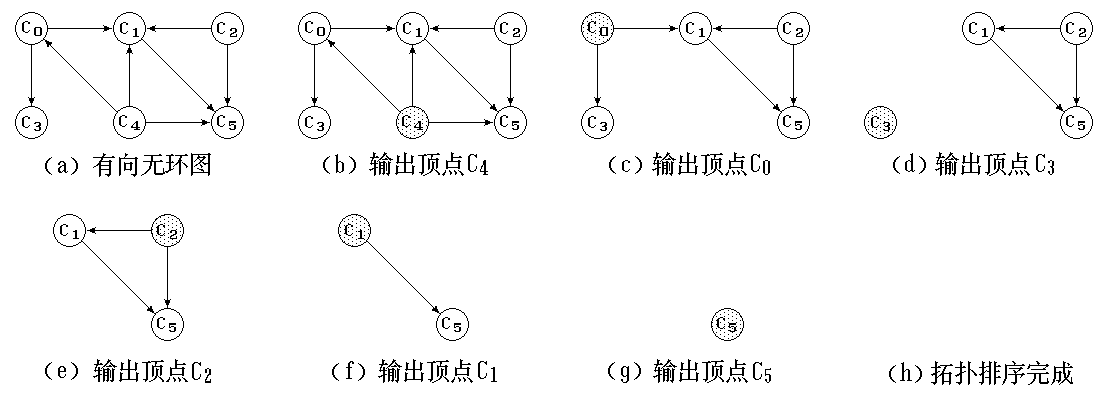 C0 C1 C2
C3 C4 C5
(a) 有向无环图
C0 C1 C2
C3 C4 C5
(b) 输出顶点C4
C0 C1 C2
C3 C5
(c) 输出顶点C0
C1 C2
C3 C5
(d) 输出顶点C3
C1 C2
C5
(e) 输出顶点C2
C1
C5
(f) 输出顶点C1
C5
(g) 输出顶点C5
(h) 拓扑排序完成